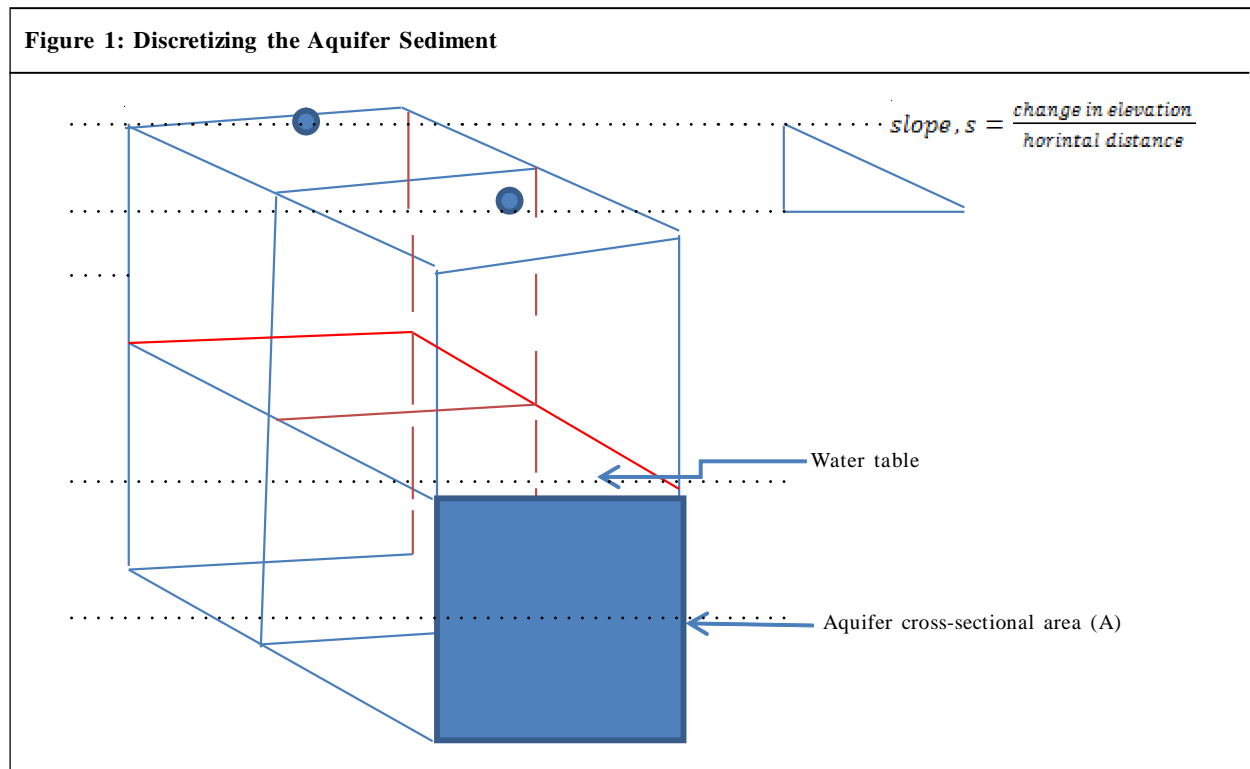 Figure 1: Discretizing the Aquifer Sediment
slope, s = change in elevation / horintal distance
Water table
Aquifer cross-sectional area (A)